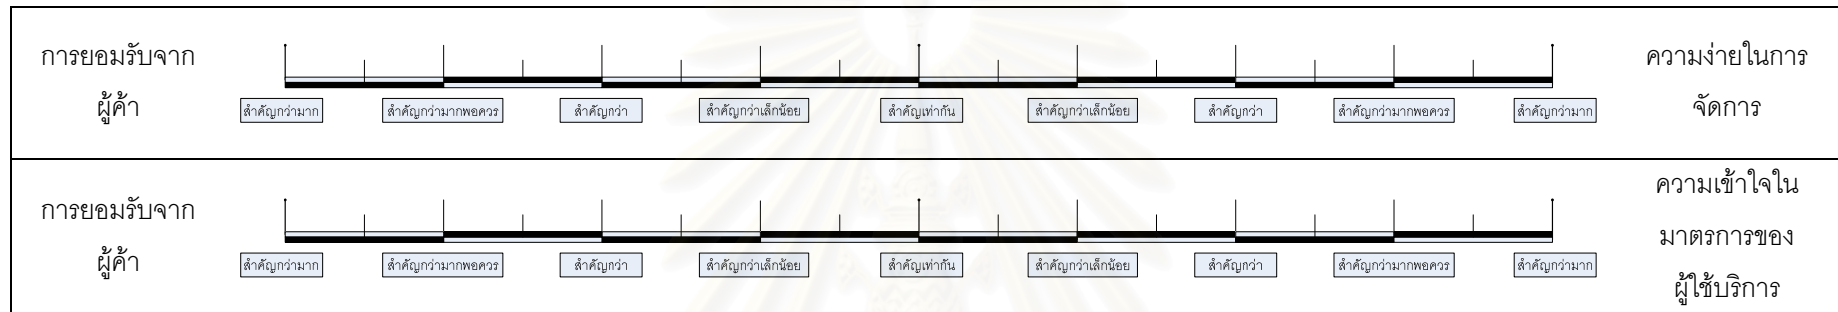 การยอมรับจาก
ผู้ค้า
สำคัญกว่ามาก สำคัญกว่ามากพอควร สำคัญกว่า สำคัญกว่าเล็กน้อย สำคัญเท่ากัน สำคัญกว่าเล็กน้อย สำคัญกว่า สำคัญกว่ามากพอควร สำคัญกว่ามาก
ความง่ายในการ
จัดการ
การยอมรับจาก
ผู้ค้า
สำคัญกว่ามาก สำคัญกว่ามากพอควร สำคัญกว่า สำคัญกว่าเล็กน้อย สำคัญเท่ากัน สำคัญกว่าเล็กน้อย สำคัญกว่า สำคัญกว่ามากพอควร สำคัญกว่ามาก
ความเข้าใจใน
มาตรการของ
ผู้ใช้บริการ